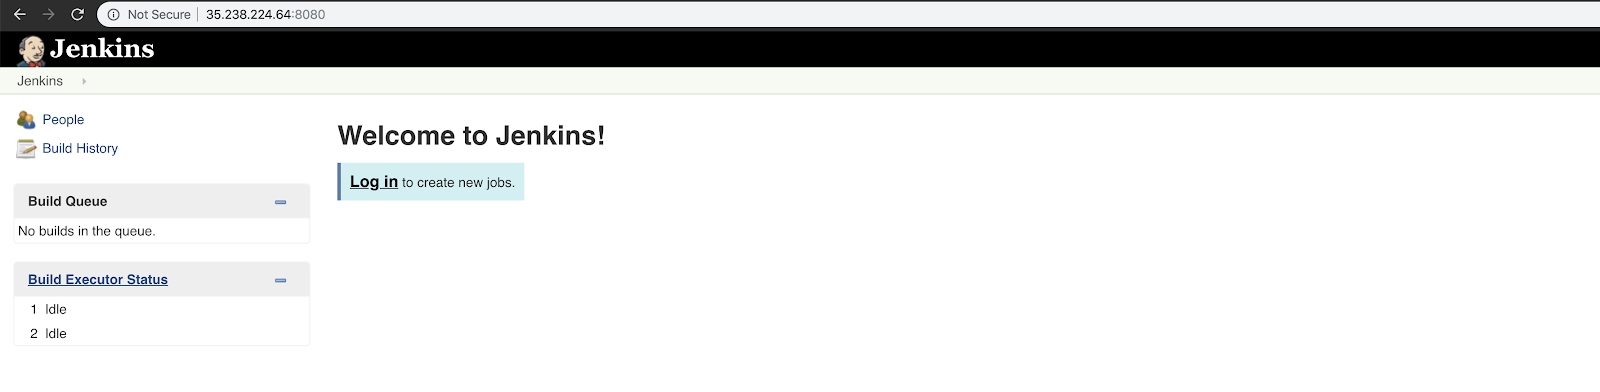 Not Secure | 35.238.224.64:8080
Jenkins
Jenkins
People
Build History
Welcome to Jenkins!
Log in to create new jobs.
Build Queue
No builds in the queue.
Build Executor Status
1 Idle
2 Idle